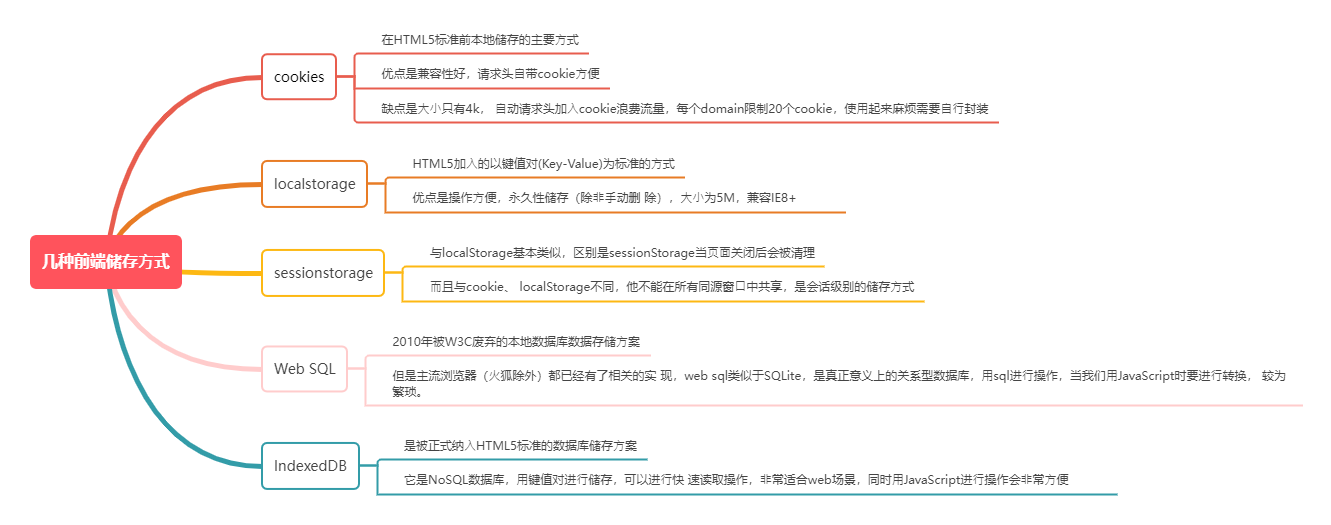 几种前端储存方式
cookies
在HTML5标准前本地储存的主要方式
优点是兼容性好，请求头自带cookie方便
缺点是大小只有4k， 自动请求头加入cookie浪费流量，每个domain限制20个cookie，使用起来麻烦需要自行封装
localstorage
HTML5加入的以键值对(Key-Value)为标准的方式
优点是操作方便，永久性储存（除非手动删 除），大小为5M，兼容IE8+
sessionstorage
与localStorage基本类似，区别是sessionStorage当页面关闭后会被清理
而且与cookie、 localStorage不同，他不能在所有同源窗口中共享，是会话级别的储存方式
Web SQL
2010年被W3C废弃的本地数据库数据存储方案
但是主流浏览器（火狐除外）都已经有了相关的实 现，web sql类似于SQLite，是真正意义上的关系型数据库，用sql进行操作，当我们用JavaScript时要进行转换， 较为
繁琐。
IndexedDB
是被正式纳入HTML5标准的数据库储存方案
它是NoSQL数据库，用键值对进行储存，可以进行快 速读取操作，非常适合web场景，同时用JavaScript进行操作会非常方便